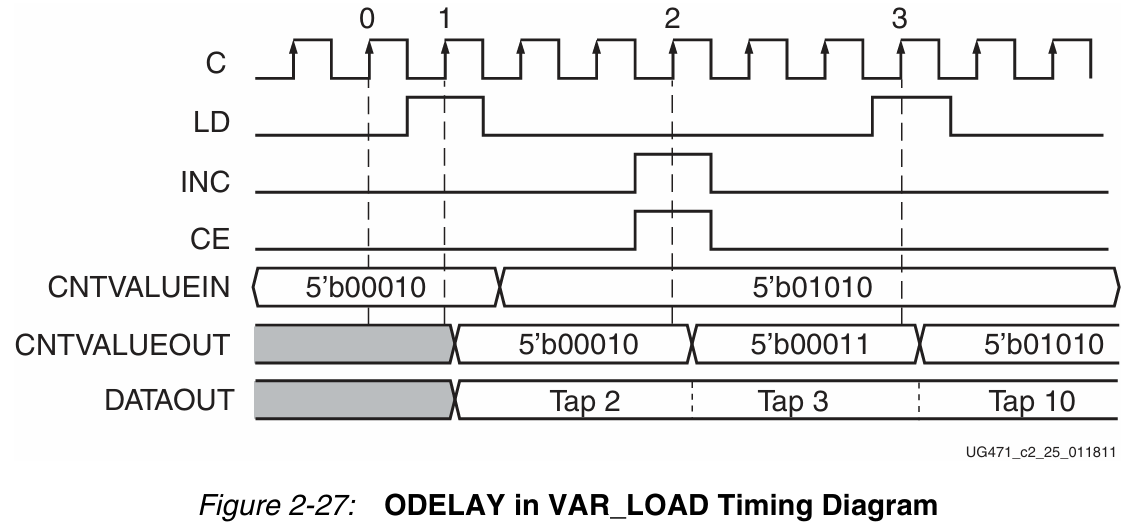 0 1 2 3
C
LD
INC
CE
CNTVALUEIN 5’b00010 5’b01010
CNTVALUEOUT 5’b00010 5’b00011 5’b01010
DATAOUT Tap 2 Tap 3 Tap 10
UG471_c2_25_011811
Figure 2-27: ODELAY in VAR_LOAD Timing Diagram